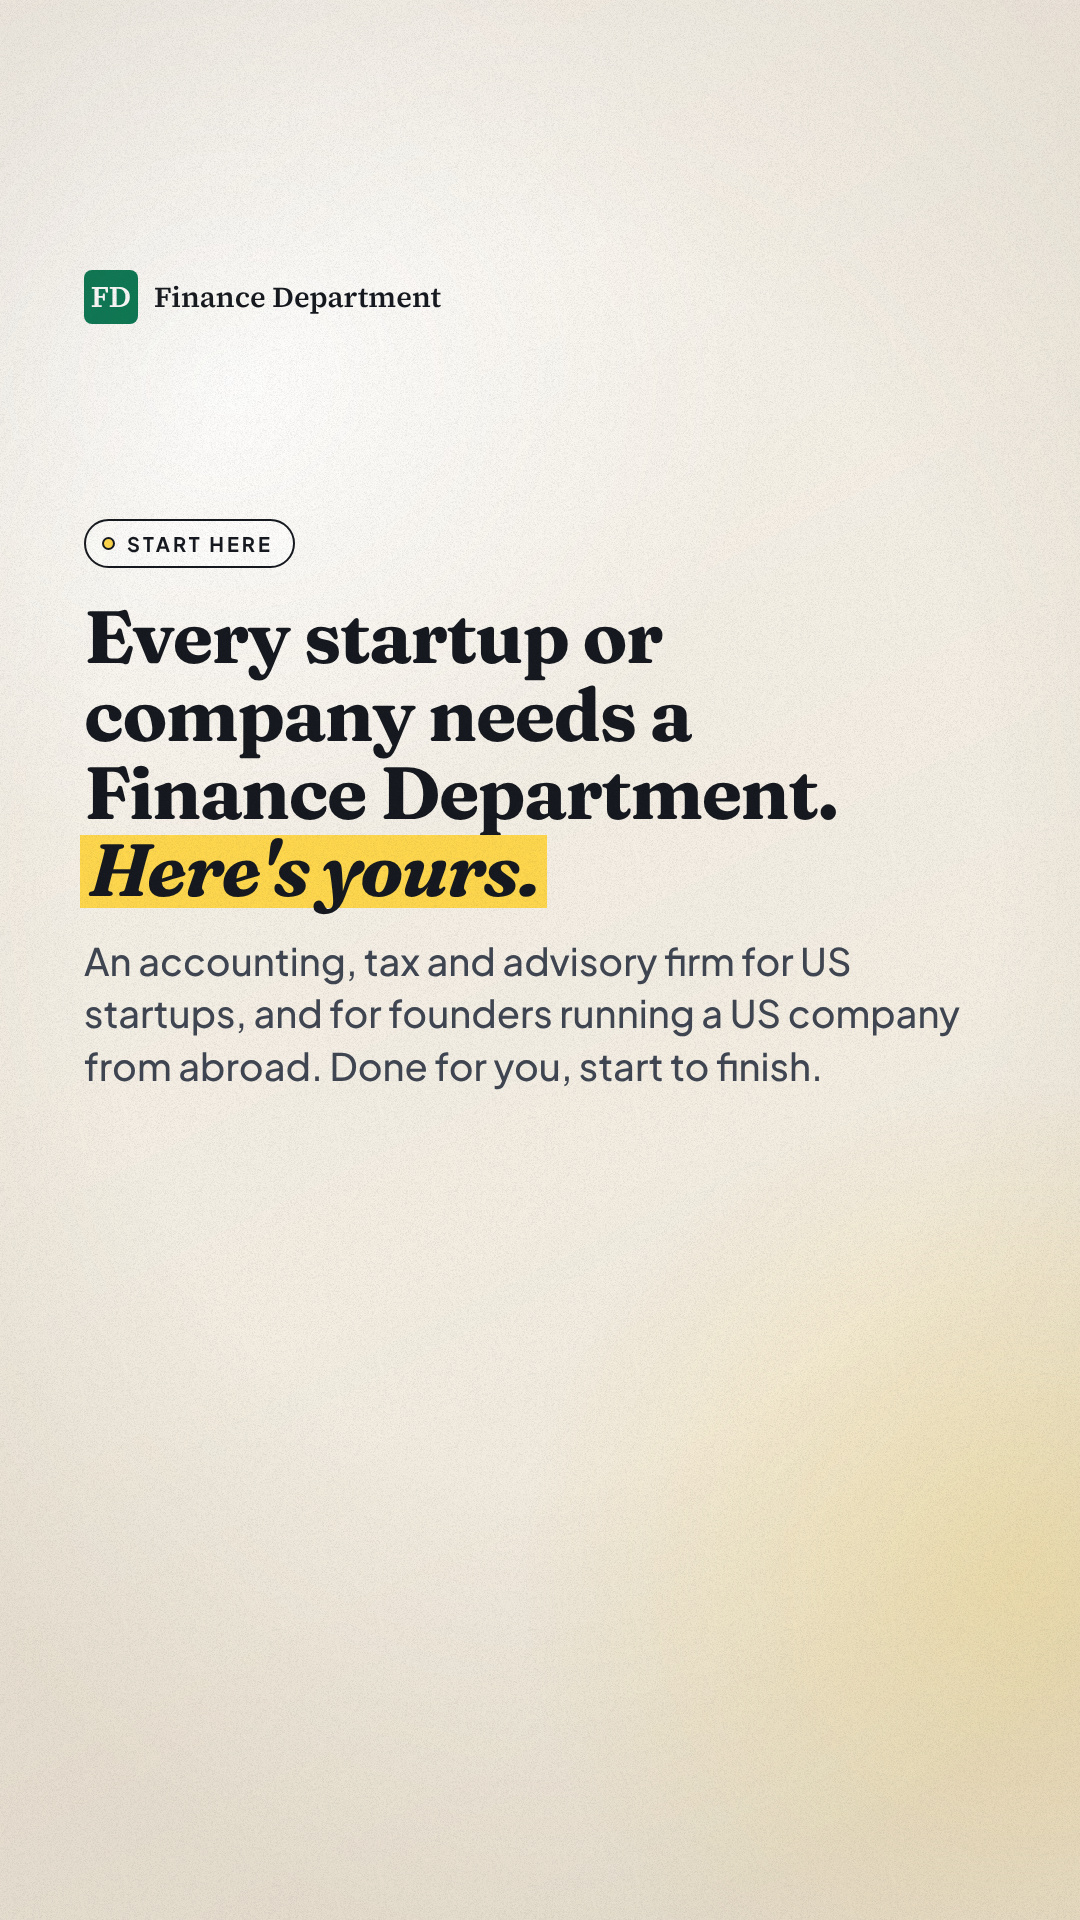 FD Finance Department
START HERE
Every startup or
company needs a
Finance Department.
Here's yours.
An accounting, tax and advisory firm for US
startups, and for founders running a US company
from abroad. Done for you, start to finish.